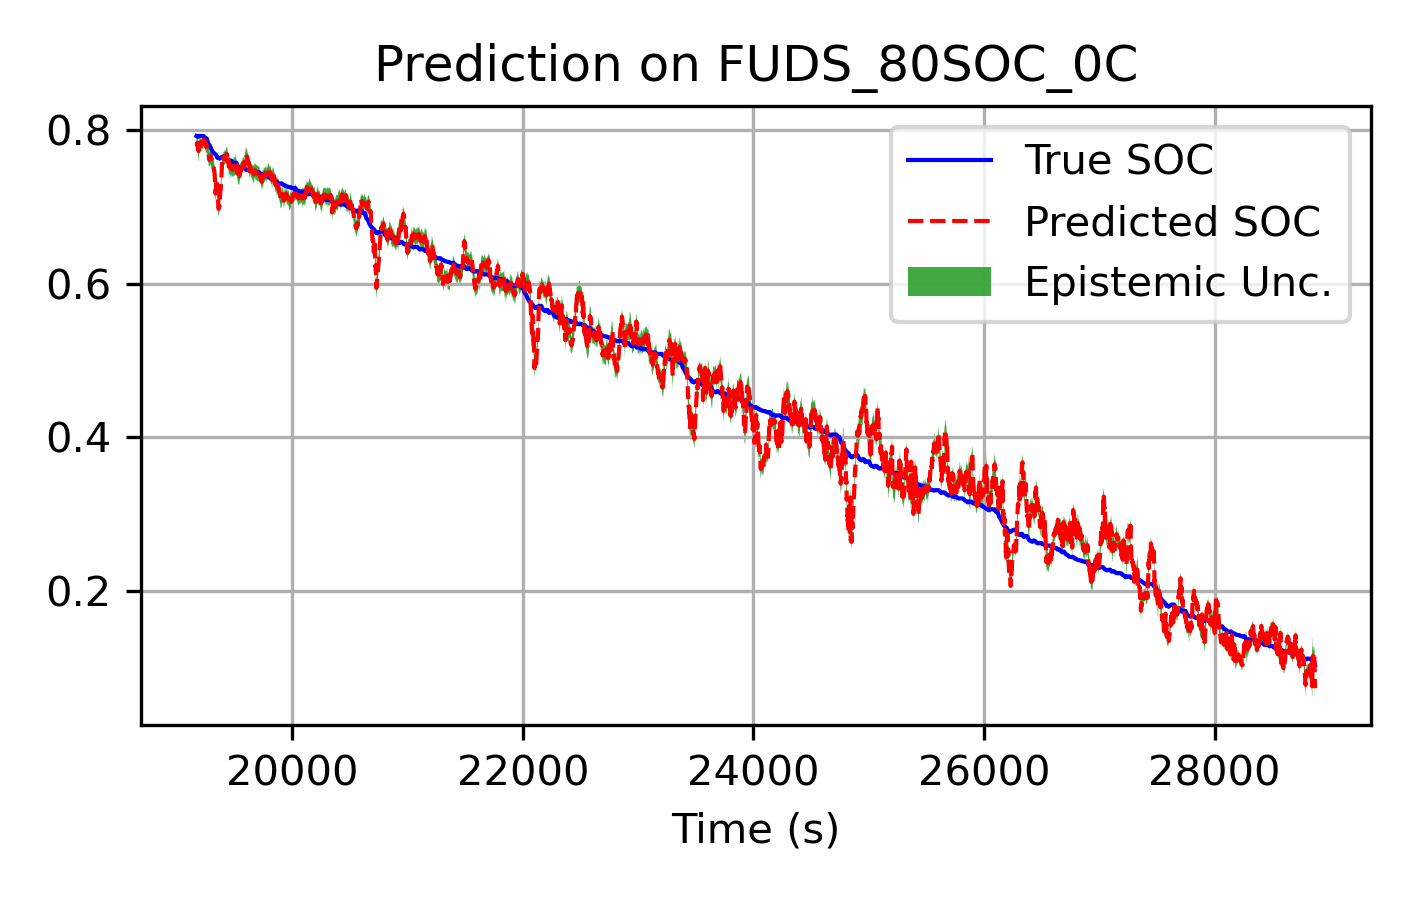 Prediction on FUDS_80SOC_0C
True SOC
Predicted SOC
Epistemic Unc.
0.8
0.6
0.4
0.2
20000 22000 24000 26000 28000
Time (s)